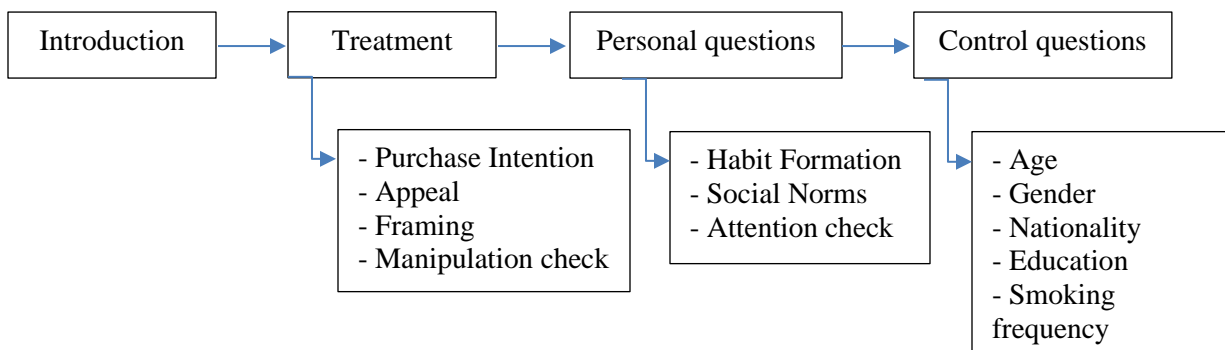 Introduction
Treatment
Personal questions
Control questions
- Purchase Intention
- Appeal
- Framing
- Manipulation check
- Habit Formation
- Social Norms
- Attention check
- Age
- Gender
- Nationality
- Education
- Smoking
frequency